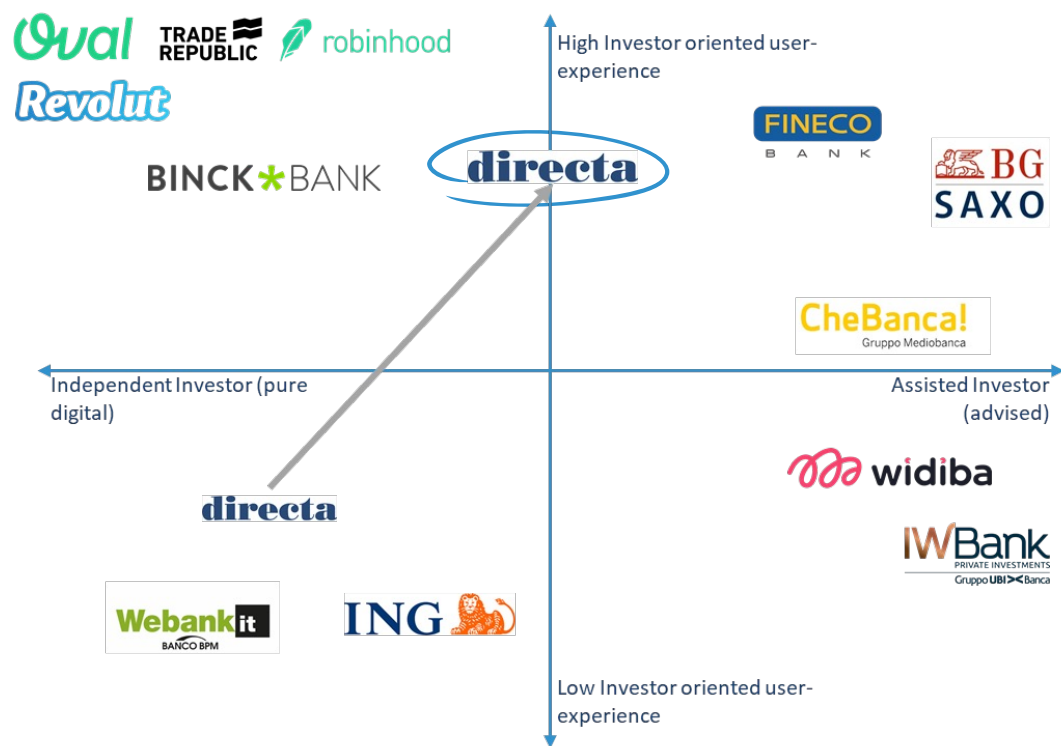 Oval
TRADE
REPUBLIC
robinhood
Revolut
High Investor oriented user-
experience
FINECO
BANK
directa
BINCK BANK
BG
SAXO
CheBanca!
Gruppo Mediobanca
Independent Investor (pure
digital)
Assisted Investor
(advised)
widiba
directa
IWBank
PRIVATE INVESTMENTS
Gruppo UBI Banca
Webank it
BANCO BPM
ING
Low Investor oriented user-
experience